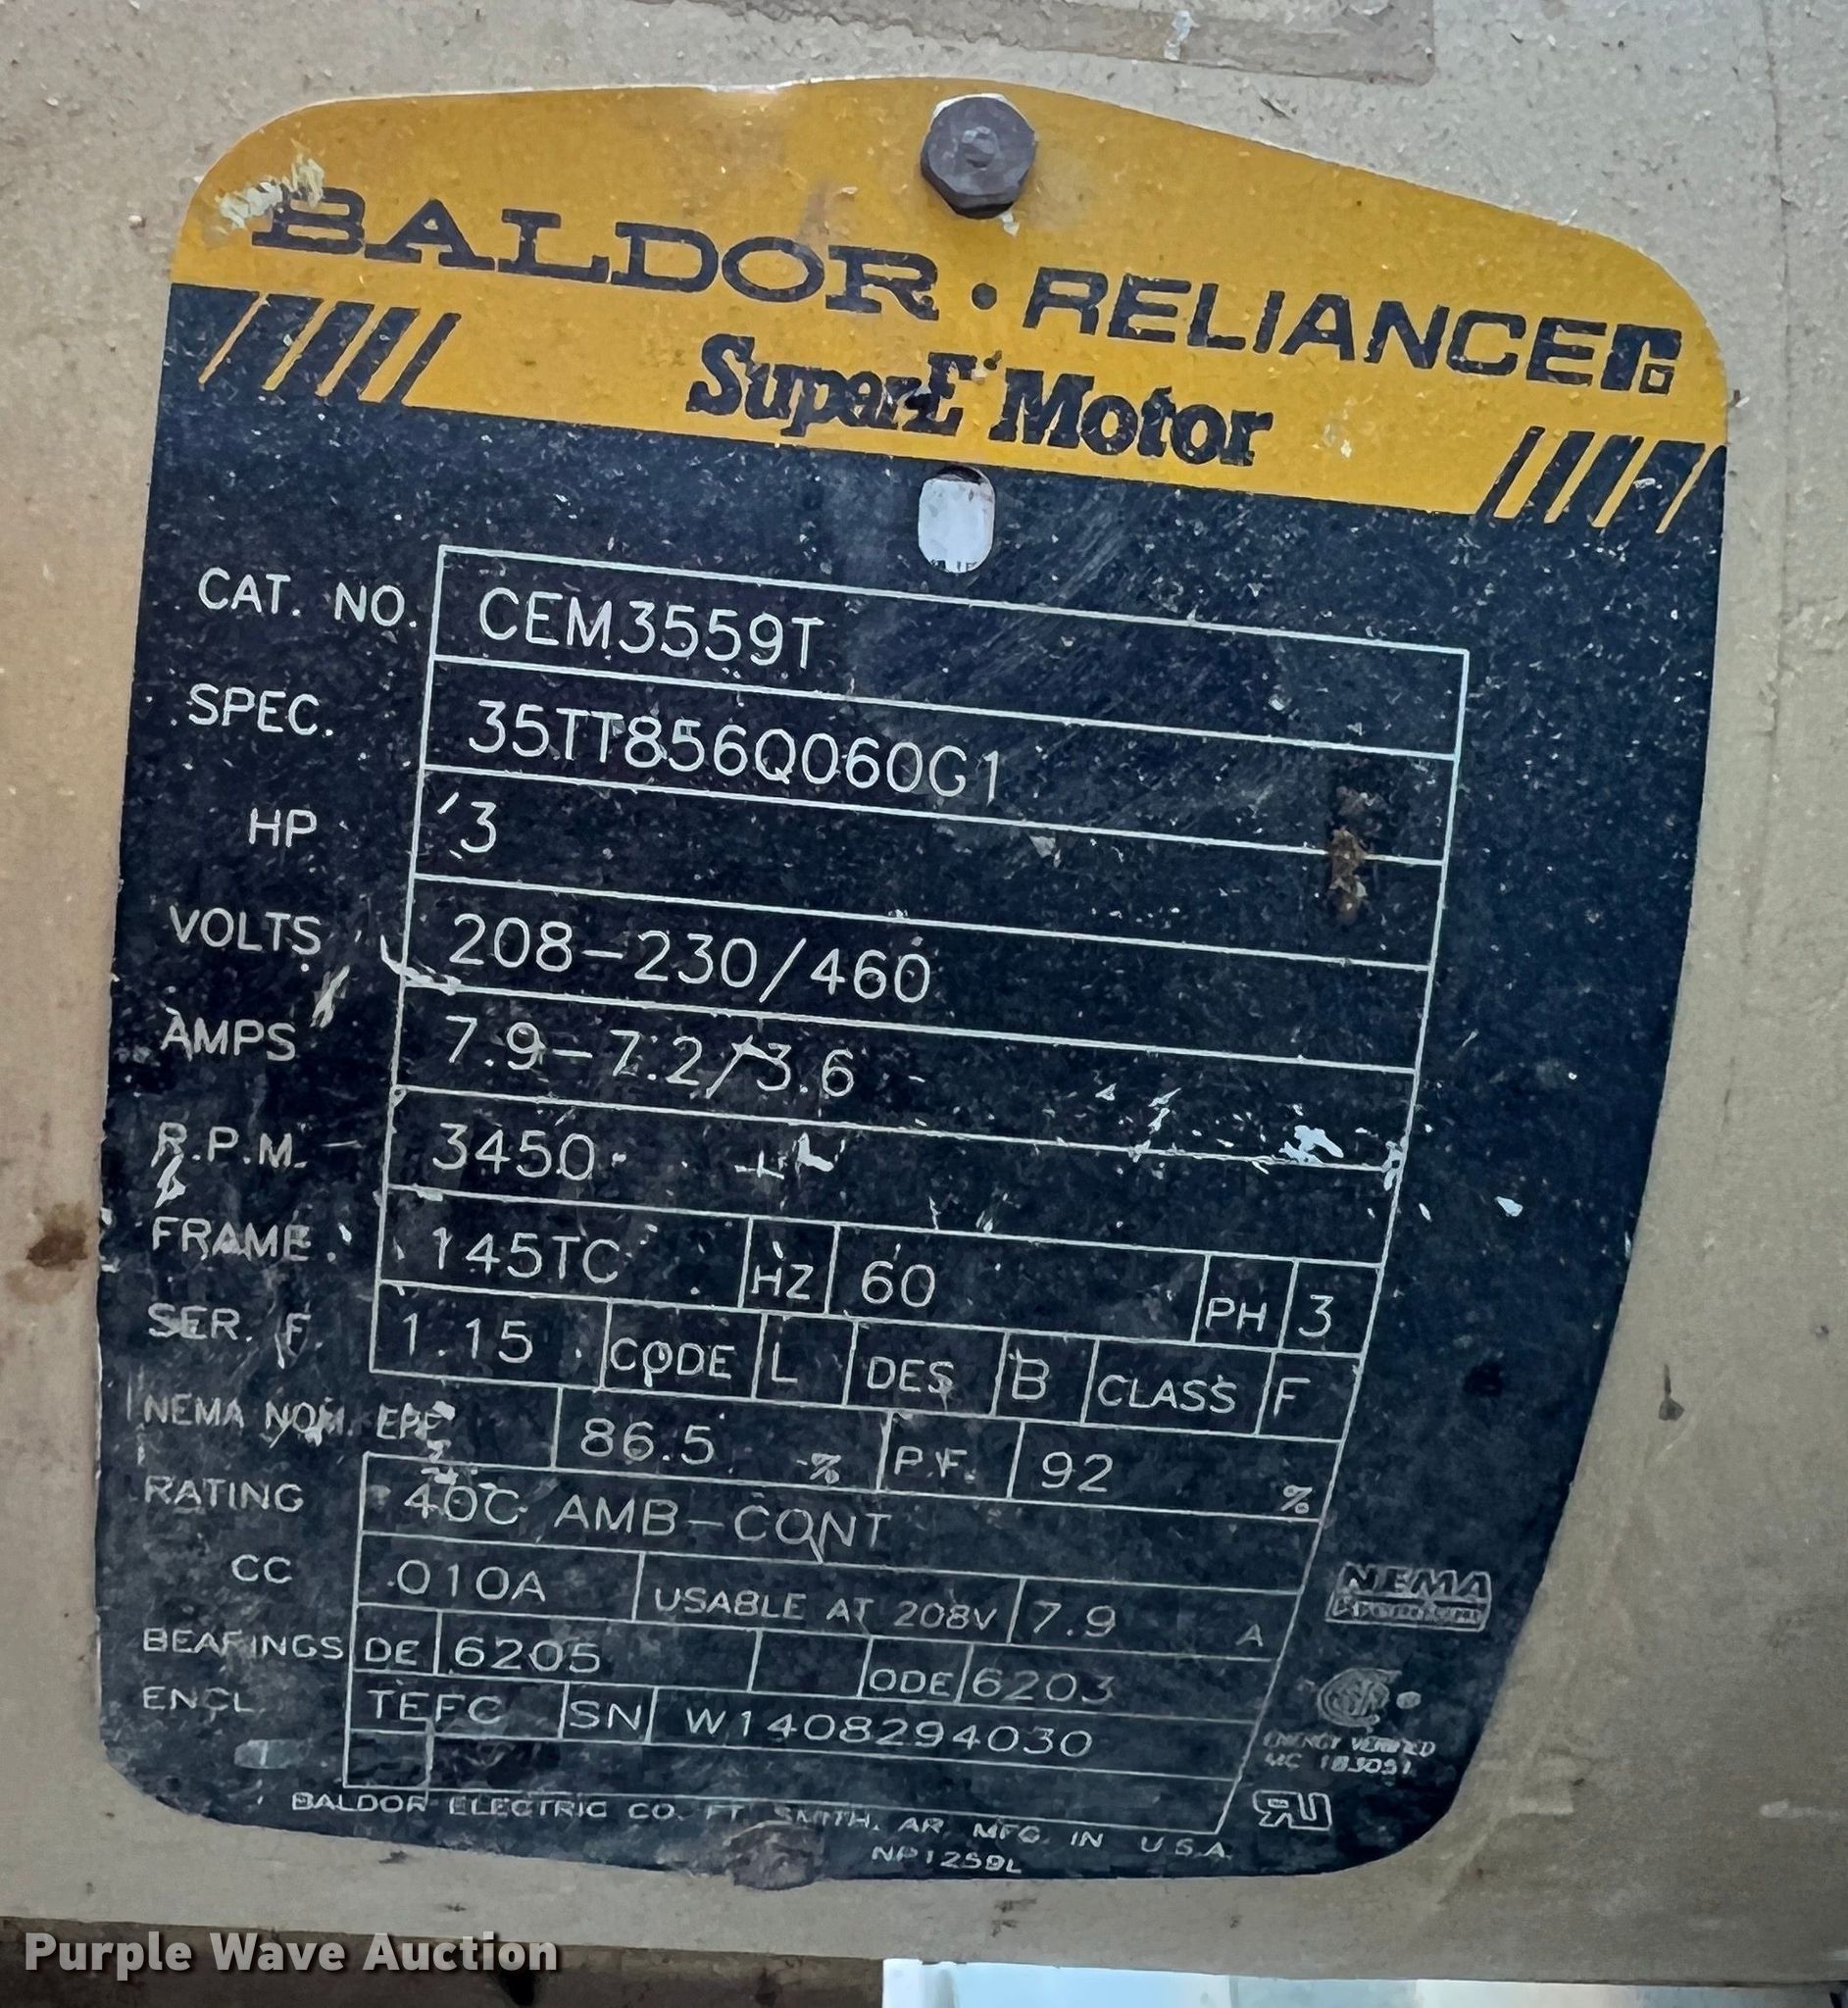 BALDOR • RELIANCE
SuperE Motor
CAT. NO. CEM3559T
SPEC. 35TT856Q060G1
HP 3
VOLTS 208-230/460
AMPS 7.9-7.2/3.6
R.P.M. 3450
FRAME 145TC HZ 60 PH 3
SER. F. 1.15 CODE L DES B CLASS F
NEMA NOM. EFF 86.5 % P.F. 92 %
RATING 40C AMB-CONT
CC 010A USABLE AT 208V 7.9 A
BEARINGS DE 6205 ODE 6203
ENCL TEFC SN W1408294030
NEMA
Premium
ENERGY VERIFIED
BALDOR ELECTRIC CO. FT. SMITH, AR. MFG. IN U.S.A.
NP1259L
Purple Wave Auction